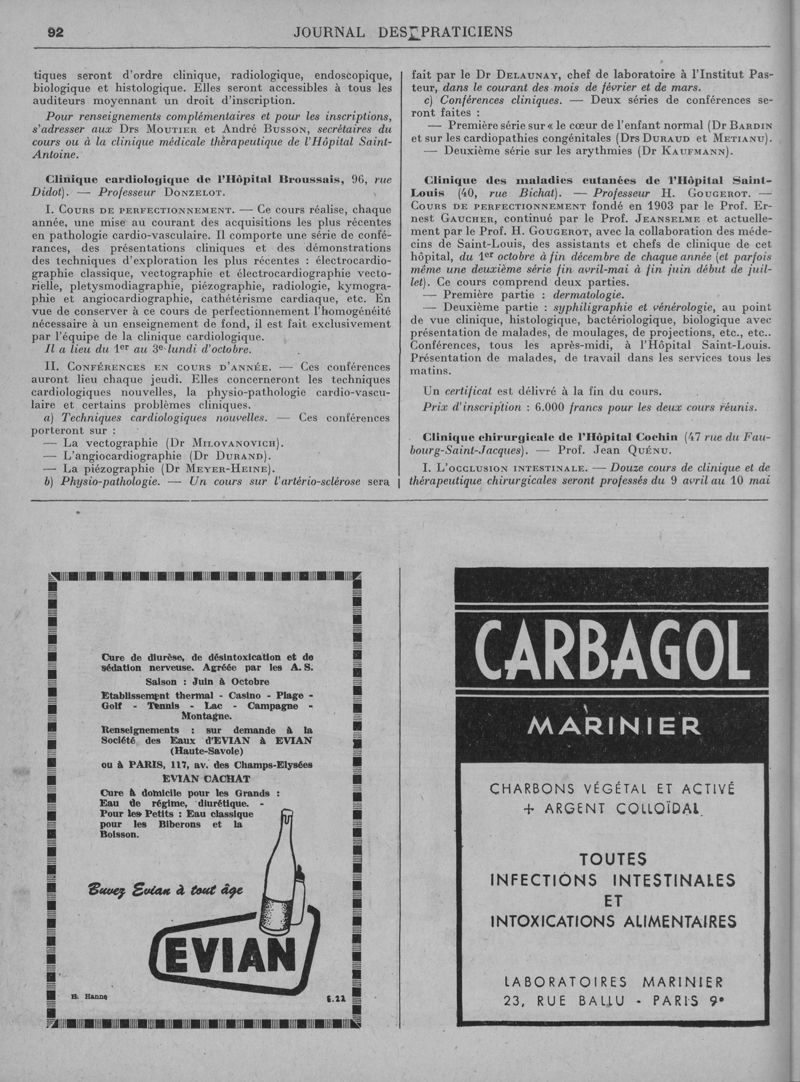 92
JOURNAL DES PRATICIENS
tiques seront d'ordre clinique, radiologique, endoscopique,
biologique et histologique. Elles seront accessibles à tous les
auditeurs moyennant un droit d'inscription.
Pour renseignements complémentaires et pour les inscriptions,
s'adresser aux Drs MOUTIER et André BUSSON, secrétaires du
cours ou à la clinique médicale thérapeutique de l'Hôpital Saint-
Antoine.
Clinique cardiologique de l'Hôpital Broussais, 96, rue
Didot). — Professeur DONZELOT.
I. COURS DE PERFECTIONNEMENT. — Ce cours réalise, chaque
année, une mise au courant des acquisitions les plus récentes
en pathologie cardio-vasculaire. Il comporte une série de confé-
rances, des présentations cliniques et des démonstrations
des techniques d'exploration les plus récentes : électrocardio-
graphie classique, vectographie et électrocardiographie vecto-
rielle, pletysmodiagraphie, piézographie, radiologie, kymogra-
phie et angiocardiographie, cathétérisme cardiaque, etc. En
vue de conserver à ce cours de perfectionnement l'homogénéité
nécessaire à un enseignement de fond, il est fait exclusivement
par l'équipe de la clinique cardiologique.
Il a lieu du 1er au 3e lundi d'octobre.
II. CONFÉRENCES EN COURS D'ANNÉE. — Ces conférences
auront lieu chaque jeudi. Elles concerneront les techniques
cardiologiques nouvelles, la physio-pathologie cardio-vascu-
laire et certains problèmes cliniques.
a) Techniques cardiologiques nouvelles. — Ces conférences
porteront sur :
— La vectographie (Dr MILOVANOVICH).
— L'angiocardiographie (Dr DURAND).
— La piézographie (Dr MEYER-HEINE).
b) Physio-pathologie. — Un cours sur l'artério-sclérose sera
fait par le Dr DELAUNAY, chef de laboratoire à l'Institut Pas-
teur, dans le courant des mois de février et de mars.
c) Conférences cliniques. — Deux séries de conférences se-
ront faites :
— Première série sur « le cœur de l'enfant normal (Dr BARDIN
et sur les cardiopathies congénitales (Drs DURAUD et METIANU).
— Deuxième série sur les arythmies (Dr KAUFMANN).
Clinique des maladies cutanées de l'Hôpital Saint-
Louis (40, rue Bichat). — Professeur H. GOUGEROT. —
COURS DE PERFECTIONNEMENT fondé en 1903 par le Prof. Er-
nest GAUCHER, continué par le Prof. JEANSELME et actuelle-
ment par le Prof. H. GOUGEROT, avec la collaboration des méde-
cins de Saint-Louis, des assistants et chefs de clinique de cet
hôpital, du 1er octobre à fin décembre de chaque année (et parfois
même une deuxième série fin avril-mai à fin juin début de juil-
let). Ce cours comprend deux parties.
— Première partie : dermatologie.
— Deuxième partie : syphiligraphie et vénérologie, au point
de vue clinique, histologique, bactériologique, biologique avec
présentation de malades, de moulages, de projections, etc., etc..
Conférences, tous les après-midi, à l'Hôpital Saint-Louis.
Présentation de malades, de travail dans les services tous les
matins.
Un certificat est délivré à la fin du cours.
Prix d'inscription : 6.000 francs pour les deux cours réunis.
Clinique chirurgicale de l'Hôpital Cochin (47 rue du Fau-
bourg-Saint-Jacques). — Prof. Jean QUÉNU.
I. L'OCCLUSION INTESTINALE. — Douze cours de clinique et de
thérapeutique chirurgicales seront professés du 9 avril au 10 mai
Cure de diurèse, de désintoxication et de
sédation nerveuse. Agréée par les A. S.
Saison : Juin à Octobre
Etablissement thermal - Casino - Plage -
Golf - Tennis - Lac - Campagne -
Montagne.
Renseignements : sur demande à la
Société des Eaux d'EVIAN à EVIAN
(Haute-Savoie)
ou à PARIS, 117, av. des Champs-Elysées
EVIAN CACHAT
Cure à domicile pour les Grands :
Eau de régime, diurétique. -
Pour les Petits : Eau classique
pour les Biberons et la
Boisson.
Buvez Evian à tout âge
EVIAN
H. Hanne
E.22
CARBAGOL
MARINIER
CHARBONS VÉGÉTAL ET ACTIVÉ
+ ARGENT COLLOÏDAL
TOUTES
INFECTIONS INTESTINALES
ET
INTOXICATIONS ALIMENTAIRES
LABORATOIRES MARINIER
23, RUE BALLU - PARIS 9e